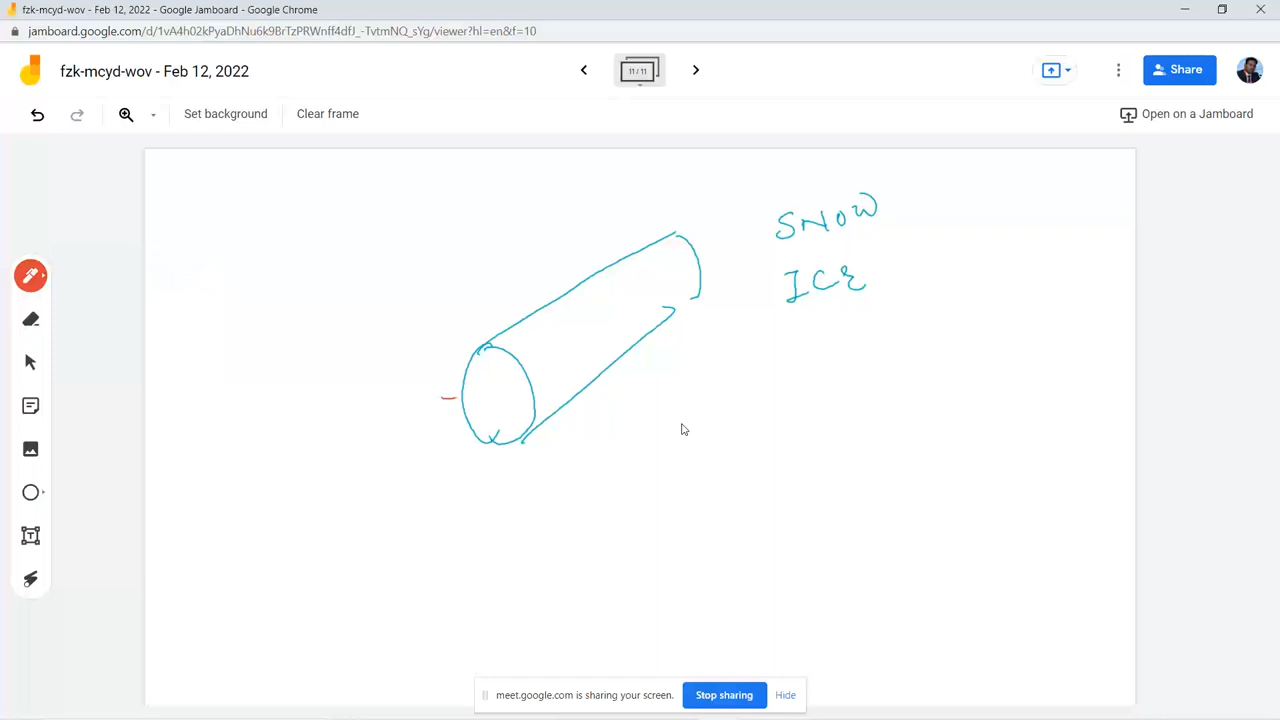 fzk-mcyd-wov - Feb 12, 2022 - Google Jamboard - Google Chrome
jamboard.google.com/d/1vA4h02kPyaDhNu6k9BrTzPRWnff4dfJ_-TvtmNQ_sYg/viewer?hl=en&f=10
fzk-mcyd-wov - Feb 12, 2022
11 / 11
Share
Set background
Clear frame
Open on a Jamboard
SNOW
ICE
meet.google.com is sharing your screen.
Stop sharing
Hide